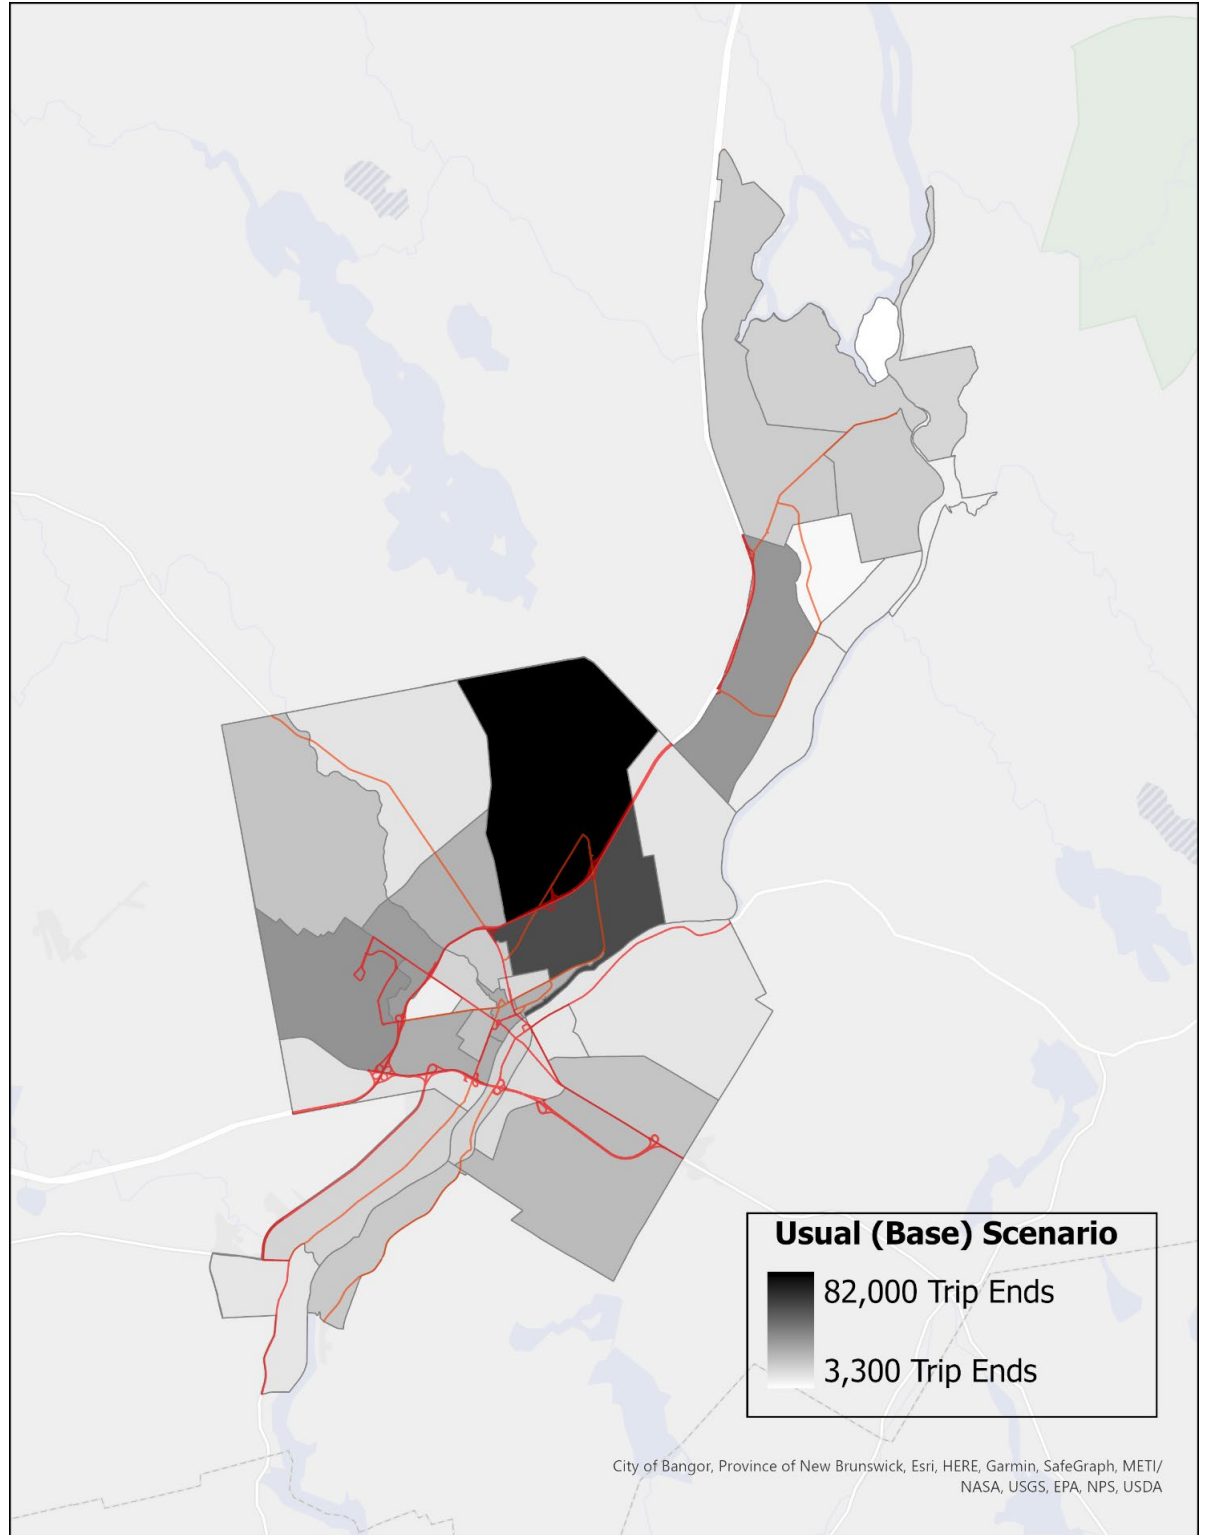 Usual (Base) Scenario
82,000 Trip Ends
3,300 Trip Ends
City of Bangor, Province of New Brunswick, Esri, HERE, Garmin, SafeGraph, METI/
NASA, USGS, EPA, NPS, USDA